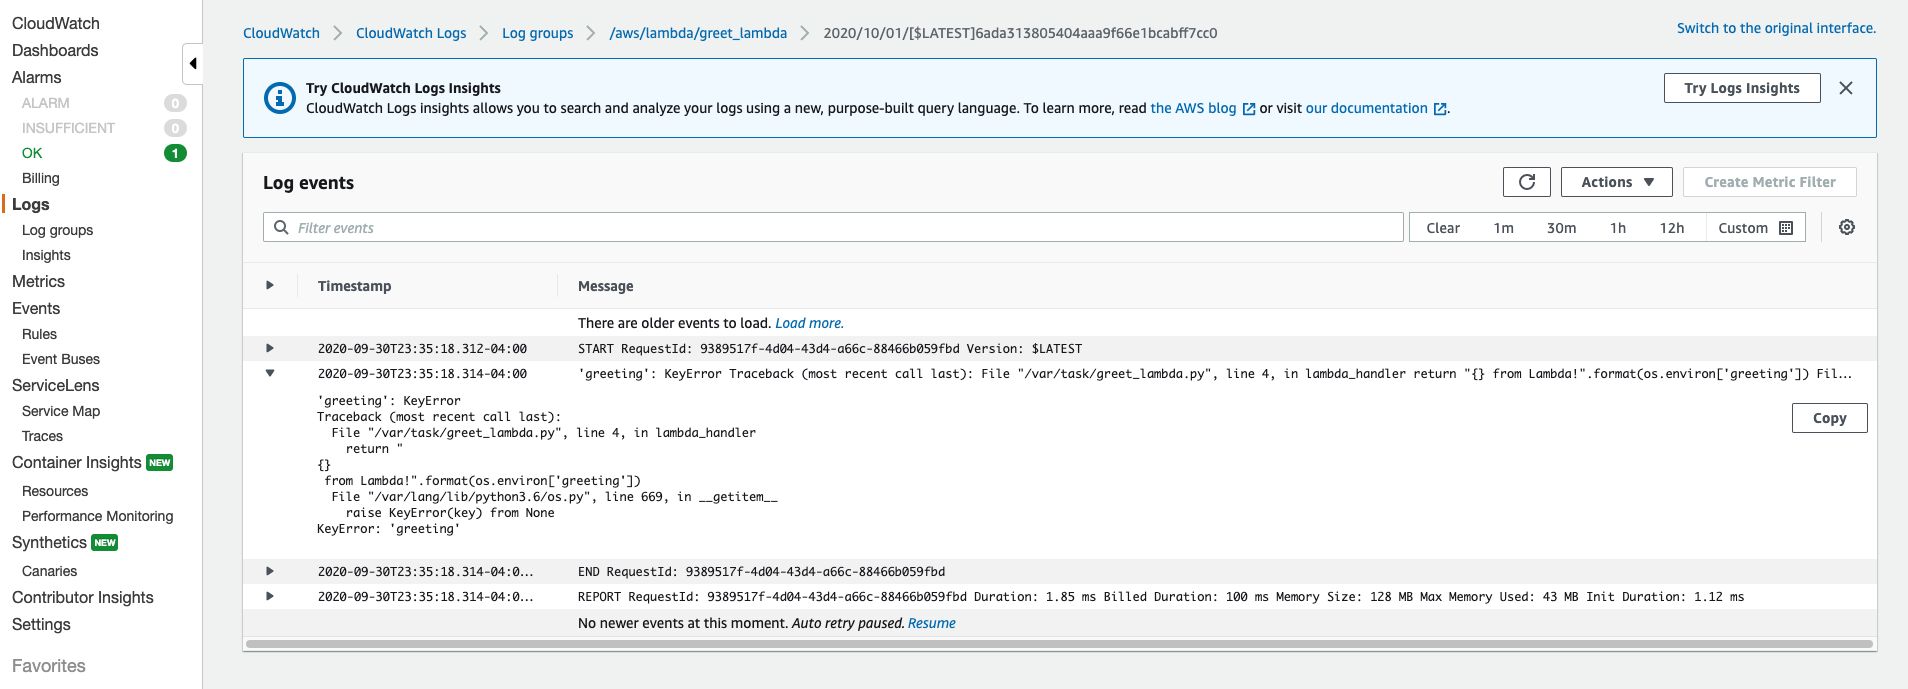 CloudWatch
Dashboards
Alarms
ALARM 0
INSUFFICIENT 0
OK 1
Billing
Logs
Log groups
Insights
Metrics
Events
Rules
Event Buses
ServiceLens
Service Map
Traces
Container Insights NEW
Resources
Performance Monitoring
Synthetics NEW
Canaries
Contributor Insights
Settings
Favorites
CloudWatch CloudWatch Logs Log groups /aws/lambda/greet_lambda 2020/10/01/[$LATEST]6ada313805404aaa9f66e1bcabff7cc0
Switch to the original interface.
Try CloudWatch Logs Insights
CloudWatch Logs insights allows you to search and analyze your logs using a new, purpose-built query language. To learn more, read the AWS blog or visit our documentation .
Try Logs Insights
Log events
Actions Create Metric Filter
Filter events Clear 1m 30m 1h 12h Custom
Timestamp Message
There are older events to load. Load more.
2020-09-30T23:35:18.312-04:00 START RequestId: 9389517f-4d04-43d4-a66c-88466b059fbd Version: $LATEST
2020-09-30T23:35:18.314-04:00 'greeting': KeyError Traceback (most recent call last): File "/var/task/greet_lambda.py", line 4, in lambda_handler return "{} from Lambda!".format(os.environ['greeting']) Fil...
'greeting': KeyError
Traceback (most recent call last):
File "/var/task/greet_lambda.py", line 4, in lambda_handler
return "
{}
from Lambda!".format(os.environ['greeting'])
File "/var/lang/lib/python3.6/os.py", line 669, in __getitem__
raise KeyError(key) from None
KeyError: 'greeting'
Copy
2020-09-30T23:35:18.314-04:0... END RequestId: 9389517f-4d04-43d4-a66c-88466b059fbd
2020-09-30T23:35:18.314-04:0... REPORT RequestId: 9389517f-4d04-43d4-a66c-88466b059fbd Duration: 1.85 ms Billed Duration: 100 ms Memory Size: 128 MB Max Memory Used: 43 MB Init Duration: 1.12 ms
No newer events at this moment. Auto retry paused. Resume